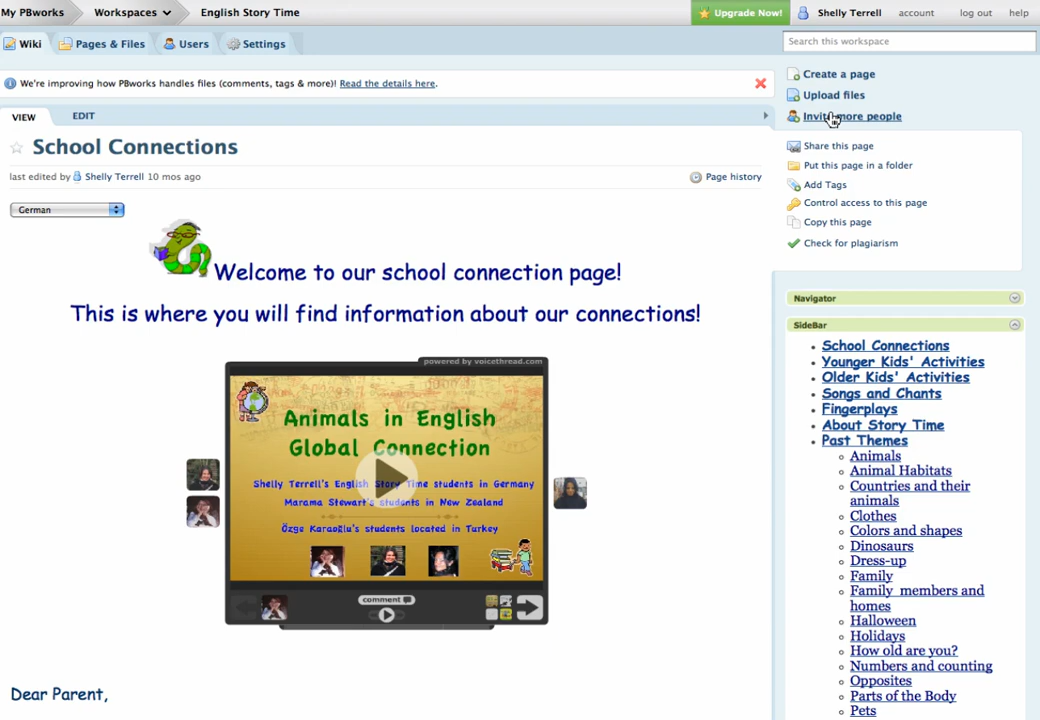 My PBworks
Workspaces
English Story Time
Upgrade Now!
Shelly Terrell
account
log out
help
Wiki
Pages & Files
Users
Settings
Search this workspace
We're improving how PBworks handles files (comments, tags & more)! Read the details here.
VIEW
EDIT
Create a page
Upload files
Invite more people
School Connections
last edited by Shelly Terrell 10 mos ago
Page history
Share this page
Put this page in a folder
Add Tags
Control access to this page
Copy this page
Check for plagiarism
German
Welcome to our school connection page!
This is where you will find information about our connections!
powered by voicethread.com
Animals in English
Global Connection
Shelly Terrell's English Story Time students in Germany
Marama Stewart's students in New Zealand
Özge Karaoğlu's students located in Turkey
comment
Dear Parent,
Navigator
SideBar
School Connections
Younger Kids' Activities
Older Kids' Activities
Songs and Chants
Fingerplays
About Story Time
Past Themes
Animals
Animal Habitats
Countries and their
animals
Clothes
Colors and shapes
Dinosaurs
Dress-up
Family
Family members and
homes
Halloween
Holidays
How old are you?
Numbers and counting
Opposites
Parts of the Body
Pets